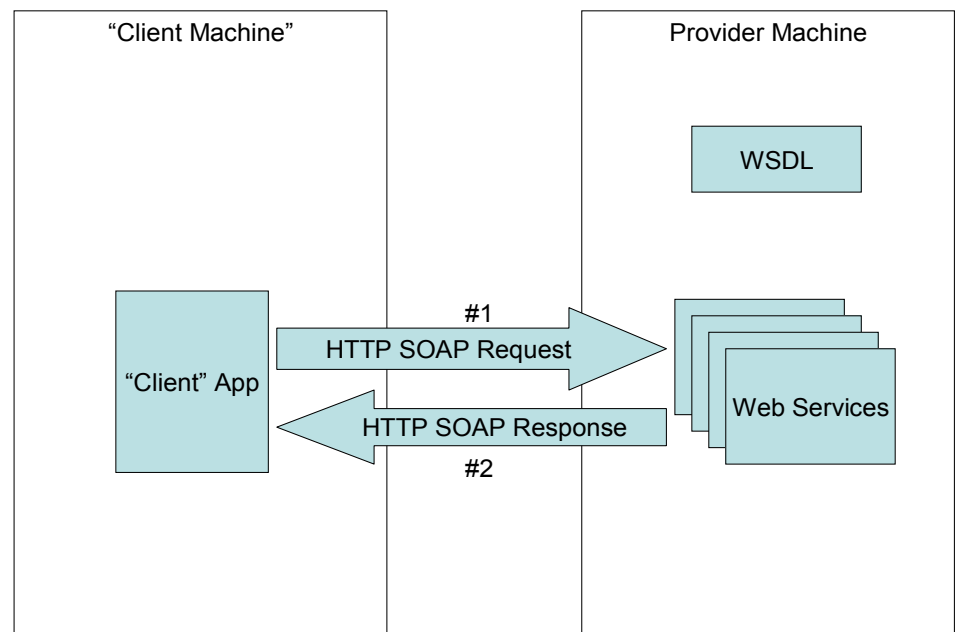 “Client Machine”
Provider Machine
WSDL
#1
HTTP SOAP Request
“Client” App
Web Services
HTTP SOAP Response
#2